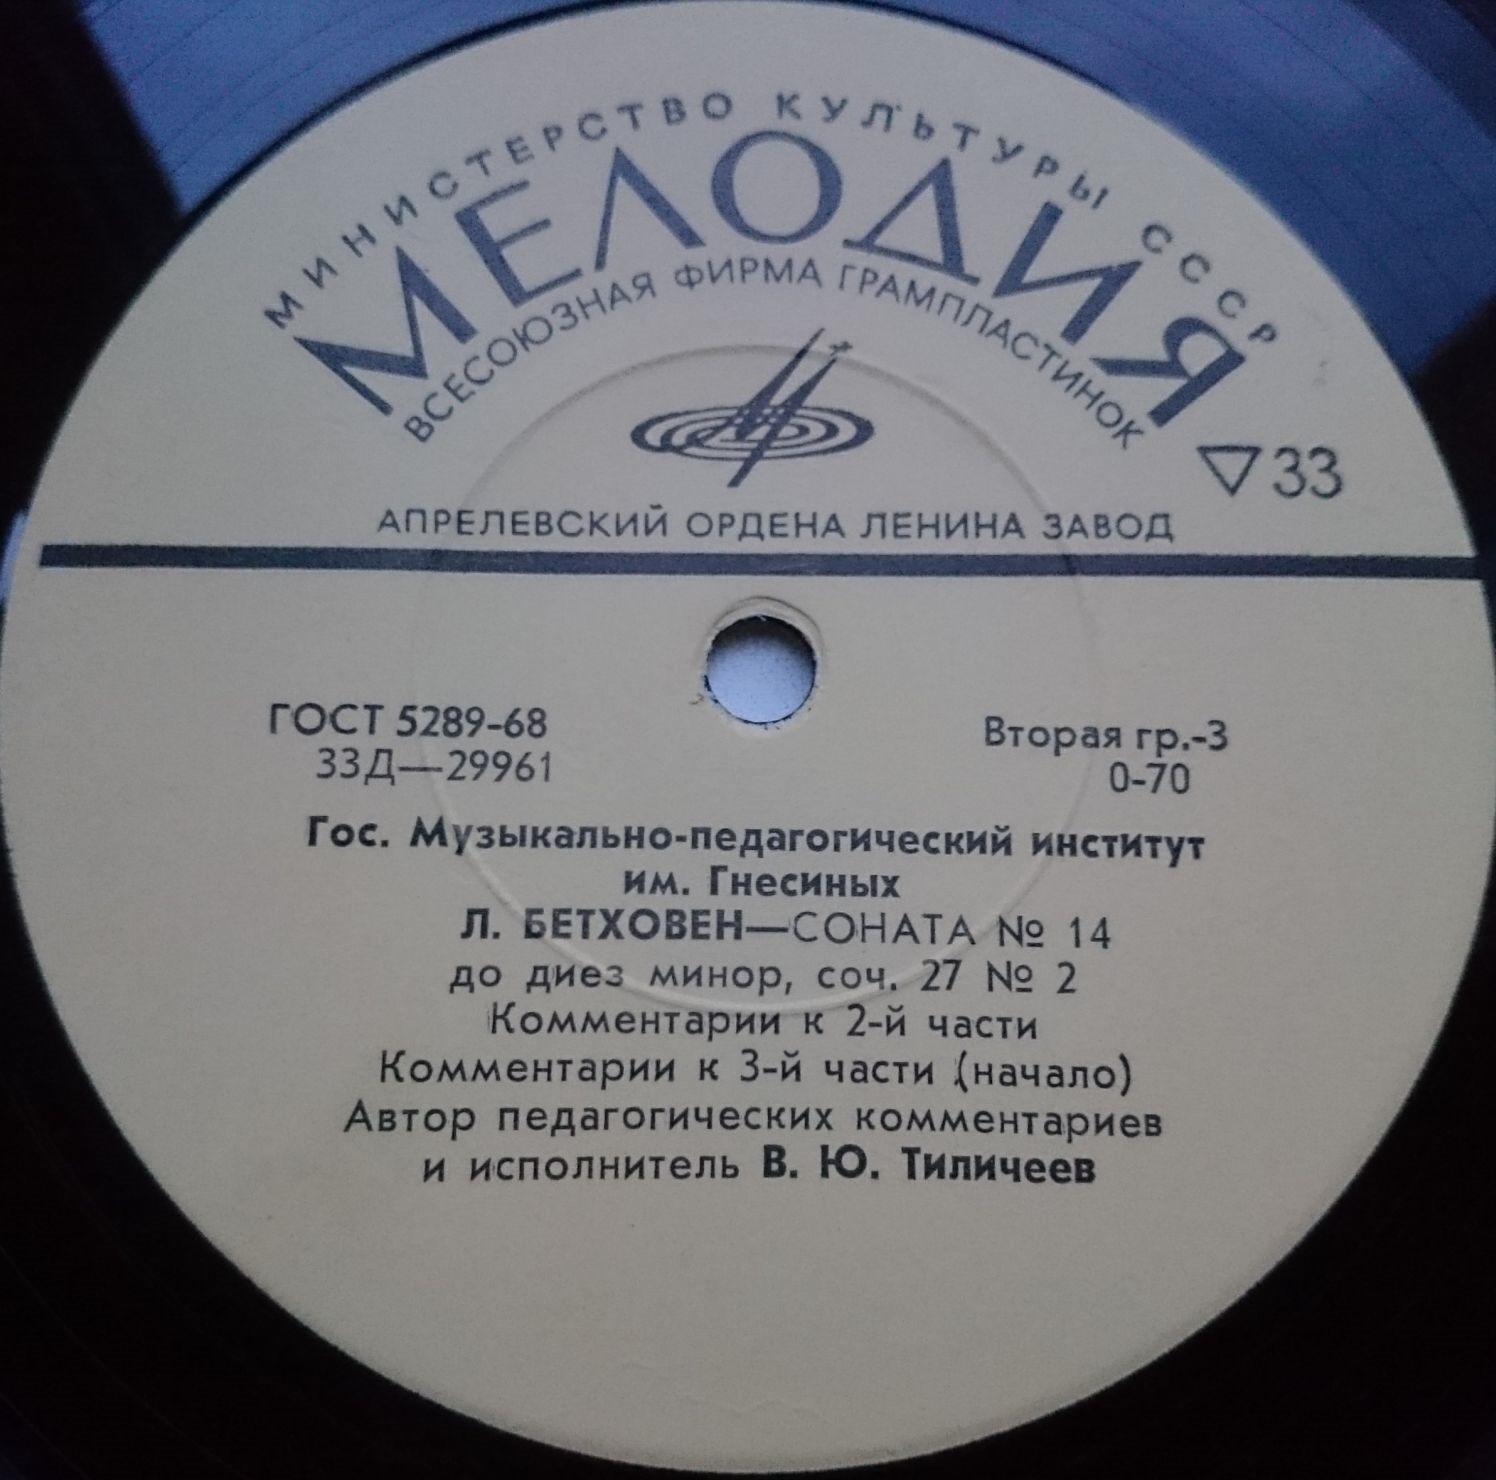 МИНИСТЕРСТВО КУЛЬТУРЫ СССР
МЕЛОДИЯ
ВСЕСОЮЗНАЯ ФИРМА ГРАМПЛАСТИНОК
33
АПРЕЛЕВСКИЙ ОРДЕНА ЛЕНИНА ЗАВОД
ГОСТ 5289-68
33Д—29961
Вторая гр.-3
0-70
Гос. Музыкально-педагогический институт
им. Гнесиных
Л. БЕТХОВЕН—СОНАТА № 14
до диез минор, соч. 27 № 2
Комментарии к 2-й части
Комментарии к 3-й части (начало)
Автор педагогических комментариев
и исполнитель В. Ю. Тиличеев